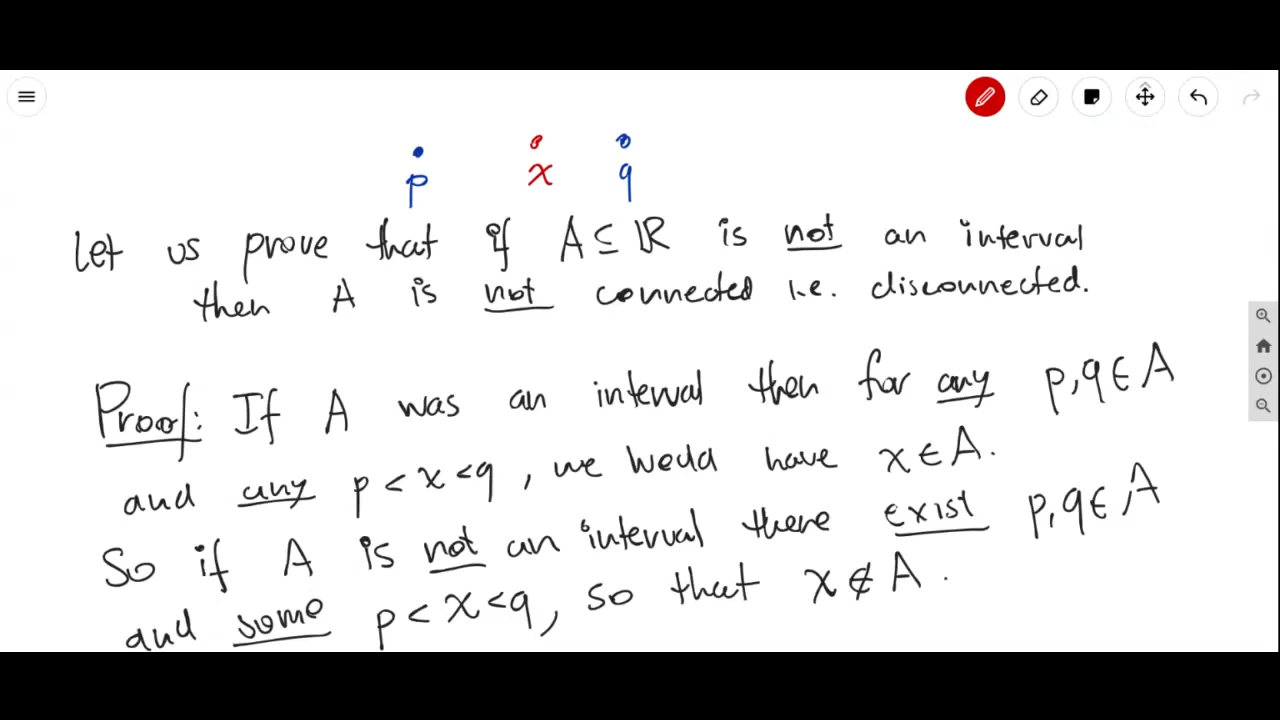 p x q
Let us prove that if A ⊆ ℝ is not an interval
then A is not connected i.e. disconnected.
Proof: If A was an interval then for any p, q ∈ A
and any p < x < q, we would have x ∈ A.
So if A is not an interval there exist p, q ∈ A
and some p < x < q, so that x ∉ A.